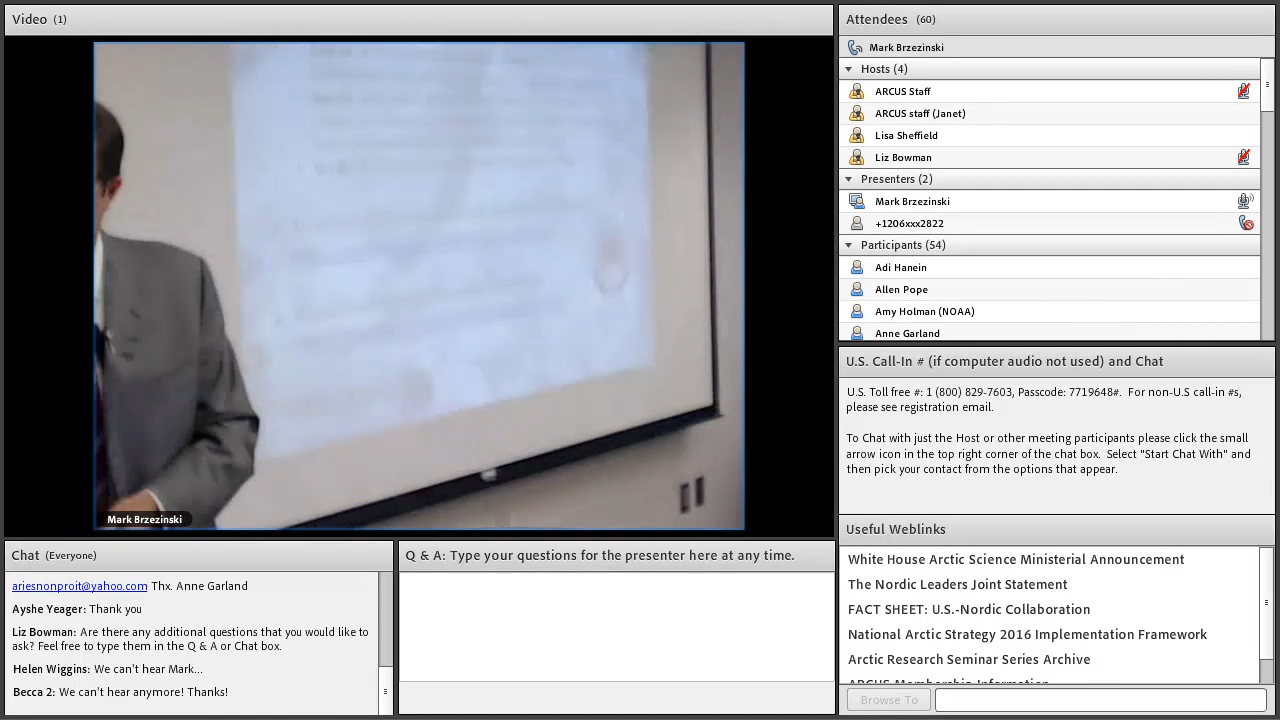 Video (1)
Mark Brzezinski
Attendees (60)
Mark Brzezinski
Hosts (4)
ARCUS Staff
ARCUS staff (Janet)
Lisa Sheffield
Liz Bowman
Presenters (2)
Mark Brzezinski
+1206xxx2822
Participants (54)
Adi Hanein
Allen Pope
Amy Holman (NOAA)
Anne Garland
U.S. Call-In # (if computer audio not used) and Chat
U.S. Toll free #: 1 (800) 829-7603, Passcode: 7719648#. For non-U.S call-in #s,
please see registration email.
To Chat with just the Host or other meeting participants please click the small
arrow icon in the top right corner of the chat box. Select "Start Chat With" and
then pick your contact from the options that appear.
Useful Weblinks
White House Arctic Science Ministerial Announcement
The Nordic Leaders Joint Statement
FACT SHEET: U.S.-Nordic Collaboration
National Arctic Strategy 2016 Implementation Framework
Arctic Research Seminar Series Archive
ARCUS Membership Information
Browse To
Chat (Everyone)
ariesnonproit@yahoo.com Thx. Anne Garland
Ayshe Yeager: Thank you
Liz Bowman: Are there any additional questions that you would like to
ask? Feel free to type them in the Q & A or Chat box.
Helen Wiggins: We can't hear Mark...
Becca 2: We can't hear anymore! Thanks!
Q & A: Type your questions for the presenter here at any time.